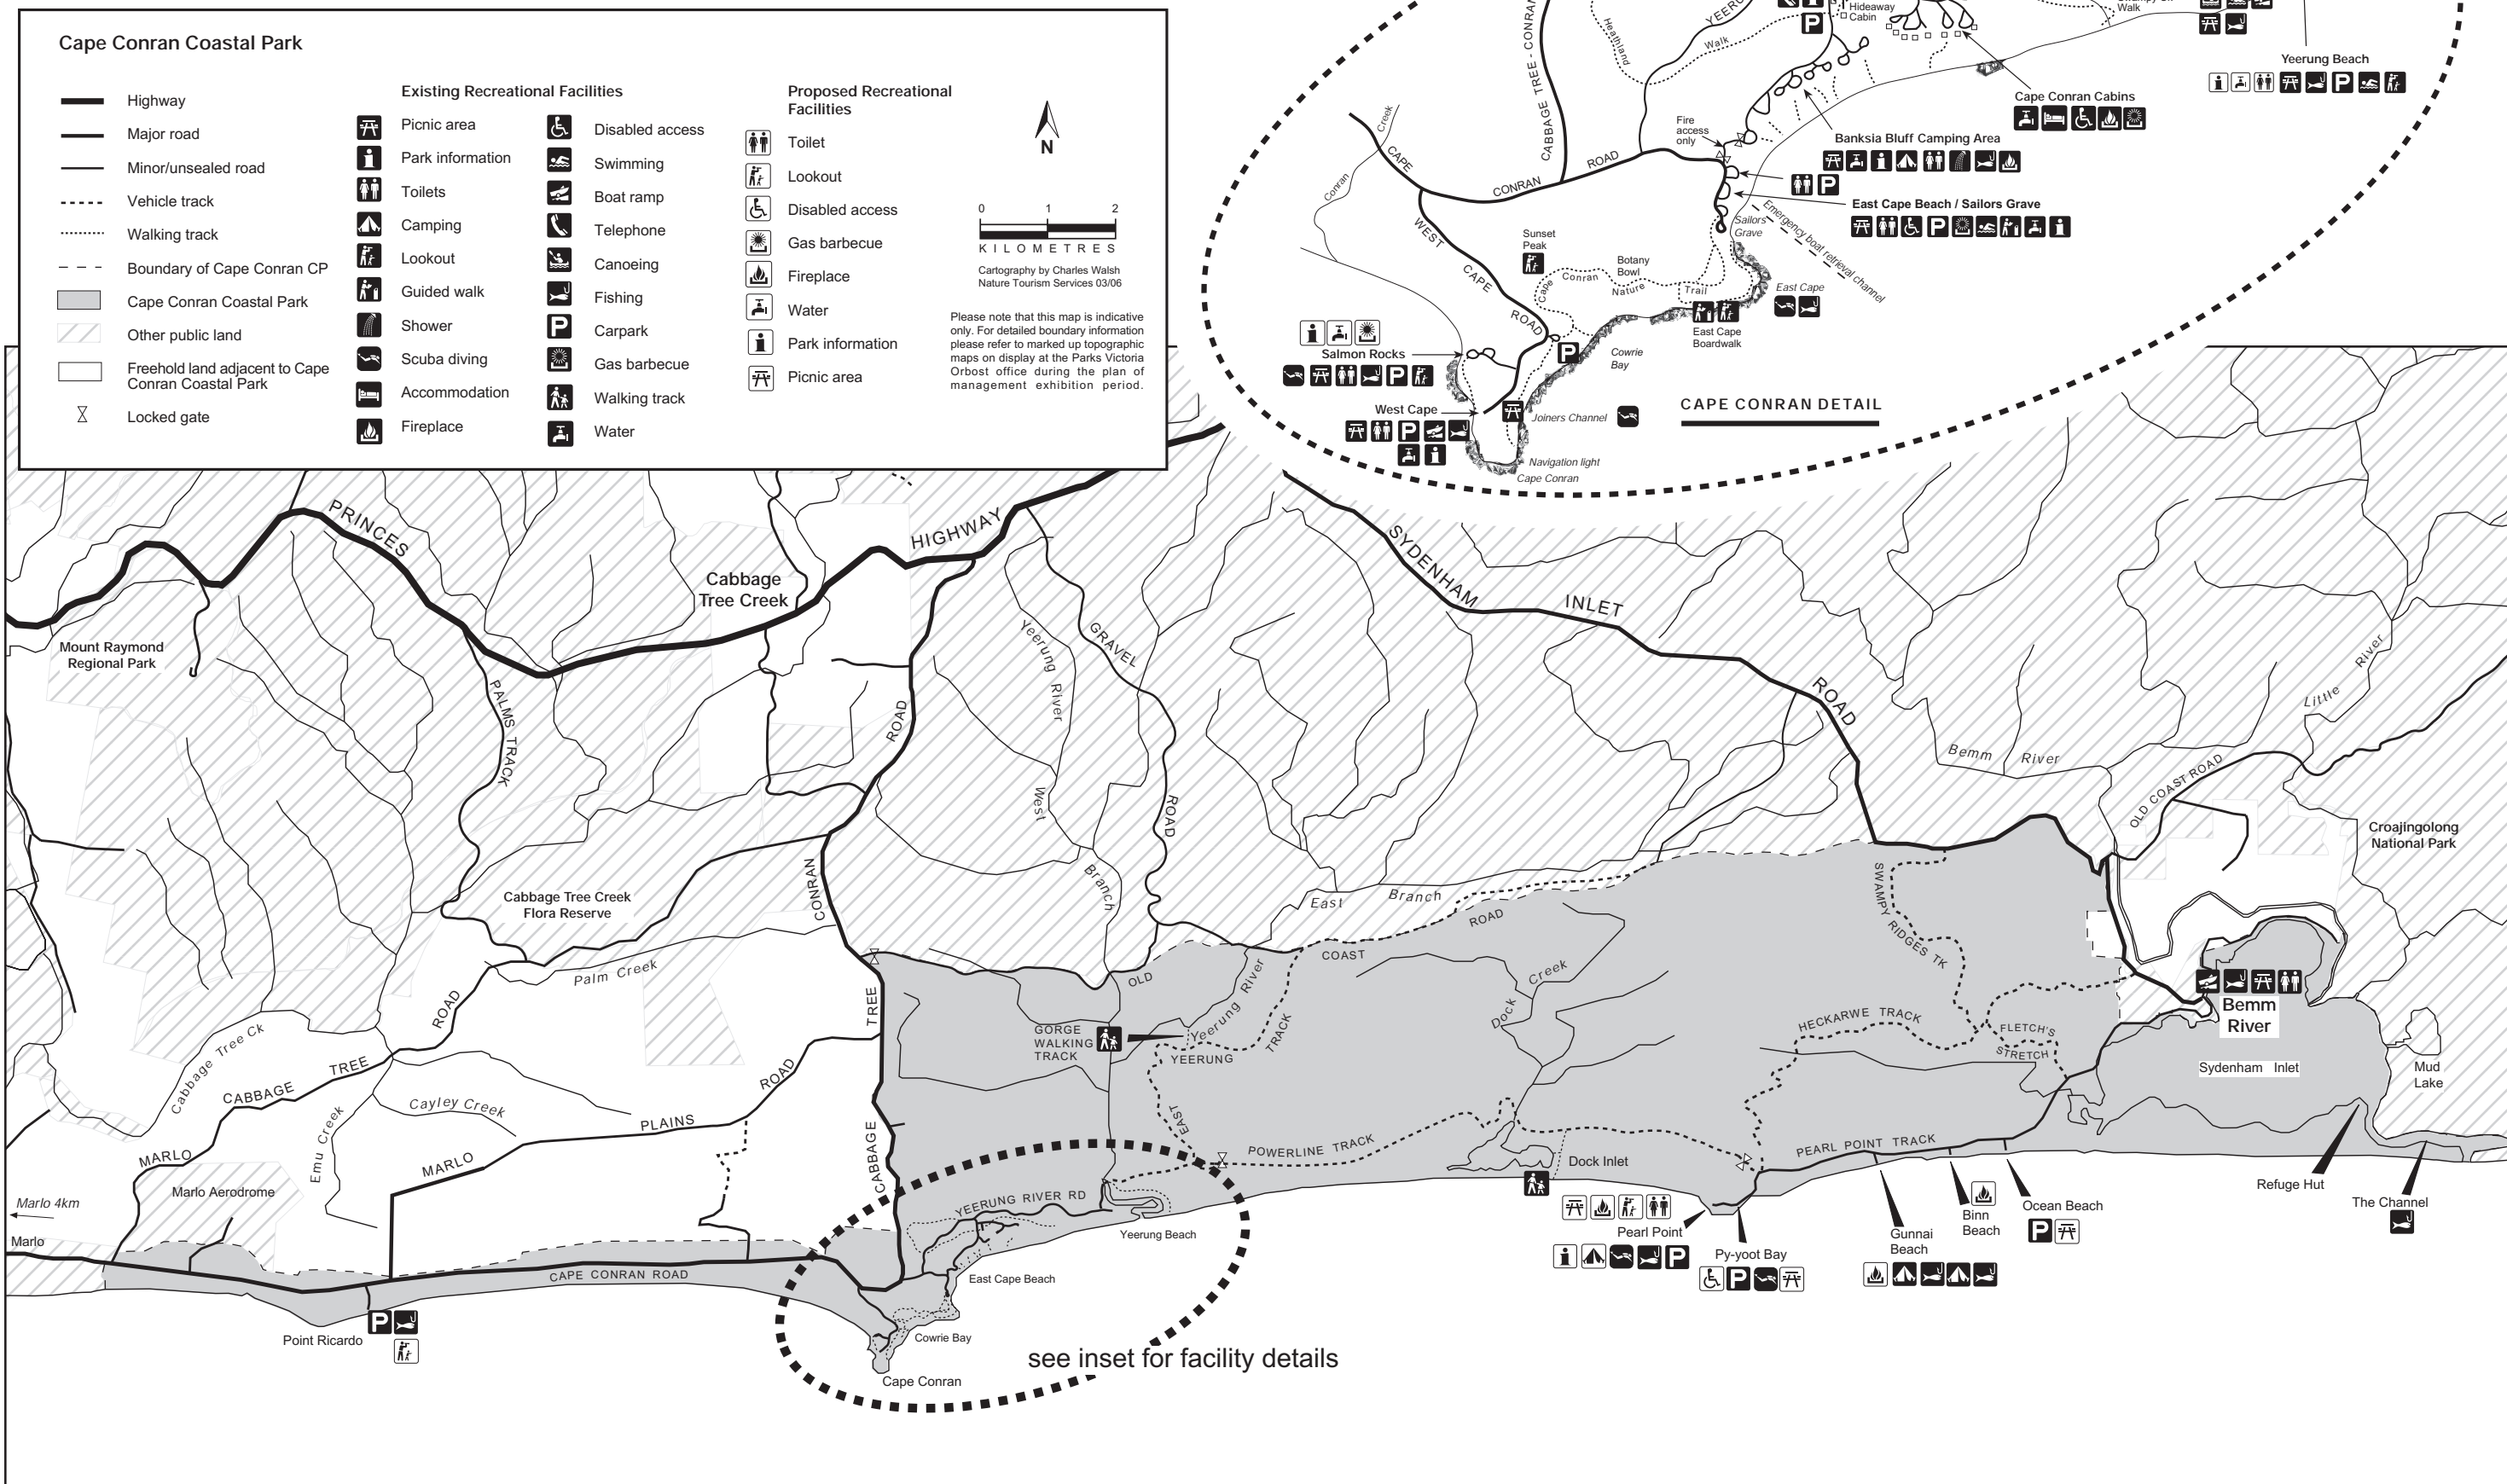 Cape Conran Coastal Park
Highway
Major road
Minor/unsealed road
Vehicle track
Walking track
Boundary of Cape Conran CP
Cape Conran Coastal Park
Other public land
Freehold land adjacent to Cape
Conran Coastal Park
Locked gate
Existing Recreational Facilities
Picnic area
Park information
Toilets
Camping
Lookout
Guided walk
Shower
Scuba diving
Accommodation
Fireplace
Disabled access
Swimming
Boat ramp
Telephone
Canoeing
Fishing
P
Carpark
Gas barbecue
Walking track
Water
Proposed Recreational
Facilities
Toilet
Lookout
Disabled access
Gas barbecue
Fireplace
Water
Park information
Picnic area
N
0 1 2
KILOMETRES
Cartography by Charles Walsh
Nature Tourism Services 03/06
Please note that this map is indicative
only. For detailed boundary information
please refer to marked up topographic
maps on display at the Parks Victoria
Orbost office during the plan of
management exhibition period.
Heathland
Walk
Hideaway
Cabin
P
Walk
Yeerung Beach
P
Cape Conran Cabins
CABBAGE TREE - CONRAN
Fire
access
only
Banksia Bluff Camping Area
P
East Cape Beach / Sailors Grave
P
Creek
Conran
CAPE
CONRAN
ROAD
WEST
CAPE
ROAD
Sailors
Grave
Emergency boat retrieval channel
Sunset
Peak
Botany
Bowl
Cape
Conran
Nature
Trail
East Cape
East Cape
Boardwalk
P
Cowrie
Bay
Salmon Rocks
P
West Cape
P
Joiners Channel
Navigation light
Cape Conran
CAPE CONRAN DETAIL
PRINCES
HIGHWAY
Cabbage
Tree Creek
SYDENHAM
INLET
ROAD
Mount Raymond
Regional Park
PALMS TRACK
ROAD
Yeerung River
West
Branch
GRAVEL
ROAD
Little
River
Bemm
River
OLD COAST ROAD
Croajingolong
National Park
Cabbage Tree Creek
Flora Reserve
CONRAN
Palm Creek
East
Branch
OLD
COAST
ROAD
SWAMPY RIDGES TK
TREE
Cabbage Tree Ck
ROAD
GORGE
WALKING
TRACK
Yeerung River
YEERUNG
TRACK
Dock
Creek
HECKARWE TRACK
FLETCH'S
STRETCH
Bemm
River
Sydenham Inlet
Mud
Lake
MARLO
CABBAGE
TREE
Cayley Creek
Emu Creek
MARLO
PLAINS
ROAD
CABBAGE
EAST
POWERLINE TRACK
Dock Inlet
PEARL POINT TRACK
Marlo Aerodrome
Marlo 4km
Marlo
YEERUNG RIVER RD
Yeerung Beach
CAPE CONRAN ROAD
East Cape Beach
Cowrie Bay
Cape Conran
Point Ricardo
P
see inset for facility details
Pearl Point
P
Py-yoot Bay
P
Gunnai
Beach
Binn
Beach
Ocean Beach
P
Refuge Hut
The Channel